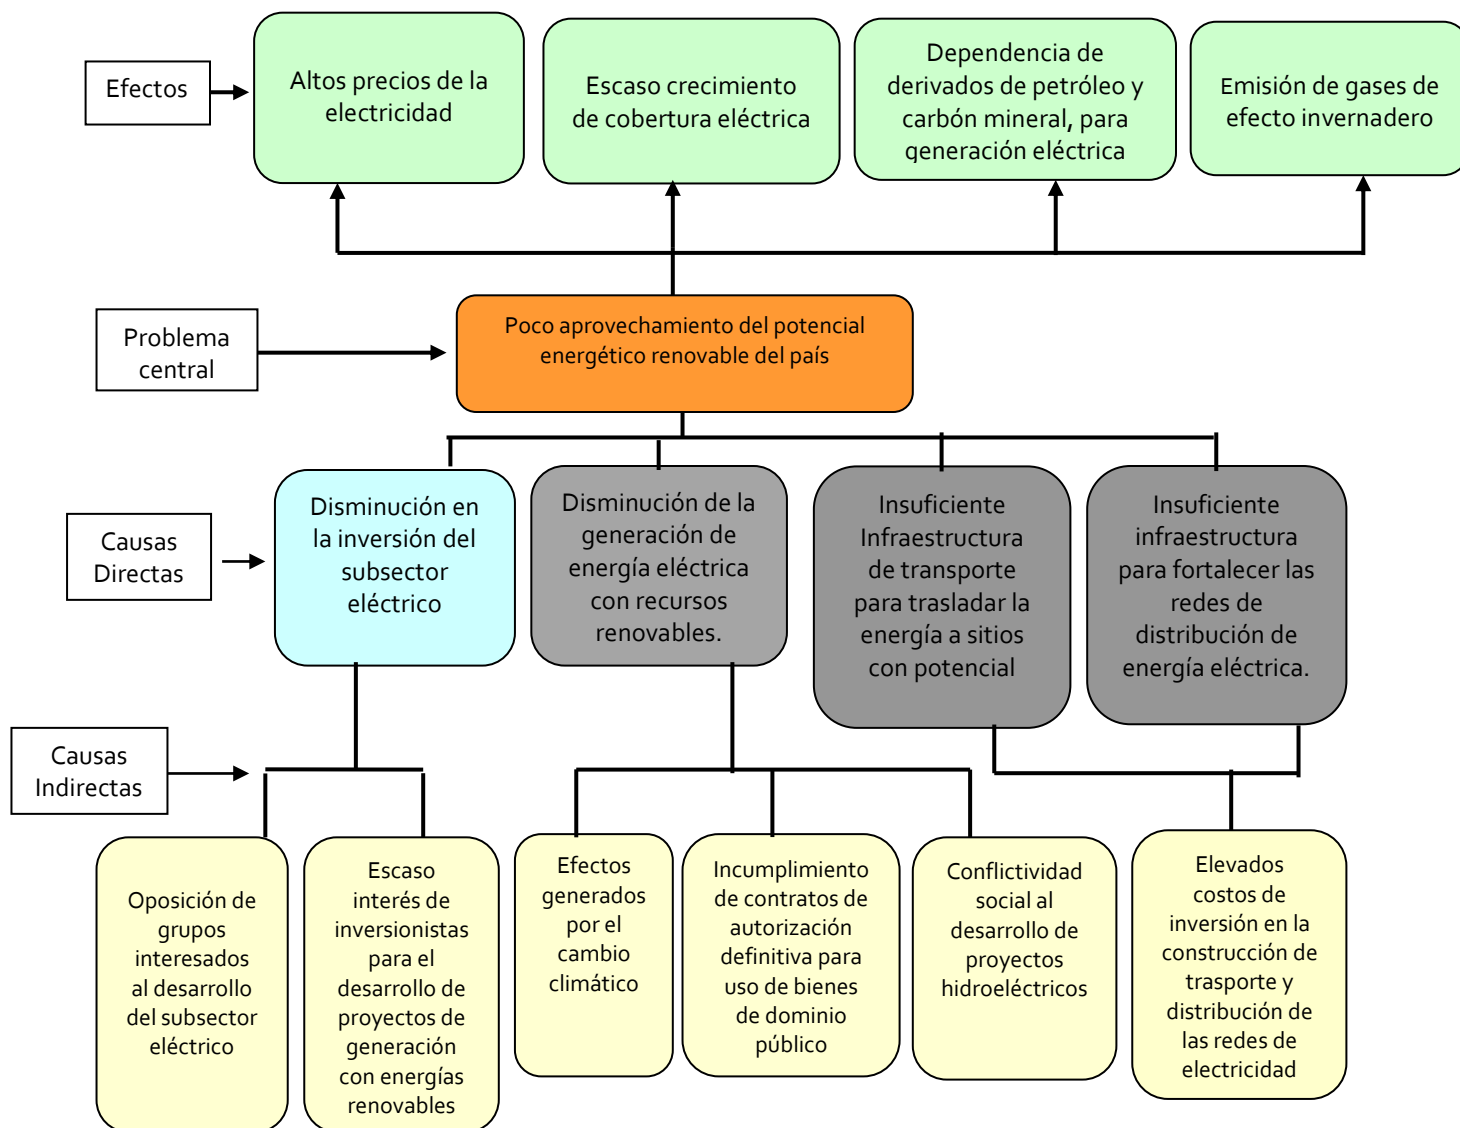 Efectos
Altos precios de la
electricidad
Escaso crecimiento
de cobertura eléctrica
Dependencia de
derivados de petróleo y
carbón mineral, para
generación eléctrica
Emisión de gases de
efecto invernadero
Problema
central
Poco aprovechamiento del potencial
energético renovable del país
Causas
Directas
Disminución en
la inversión del
subsector
eléctrico
Disminución de la
generación de
energía eléctrica
con recursos
renovables.
Insuficiente
Infraestructura
de transporte
para trasladar la
energía a sitios
con potencial
Insuficiente
infraestructura
para fortalecer las
redes de
distribución de
energía eléctrica.
Causas
Indirectas
Oposición de
grupos
interesados
al desarrollo
del subsector
eléctrico
Escaso
interés de
inversionistas
para el
desarrollo de
proyectos de
generación
con energías
renovables
Efectos
generados
por el
cambio
climático
Incumplimiento
de contratos de
autorización
definitiva para
uso de bienes
de dominio
público
Conflictividad
social al
desarrollo de
proyectos
hidroeléctricos
Elevados
costos de
inversión en la
construcción de
trasporte y
distribución de
las redes de
electricidad